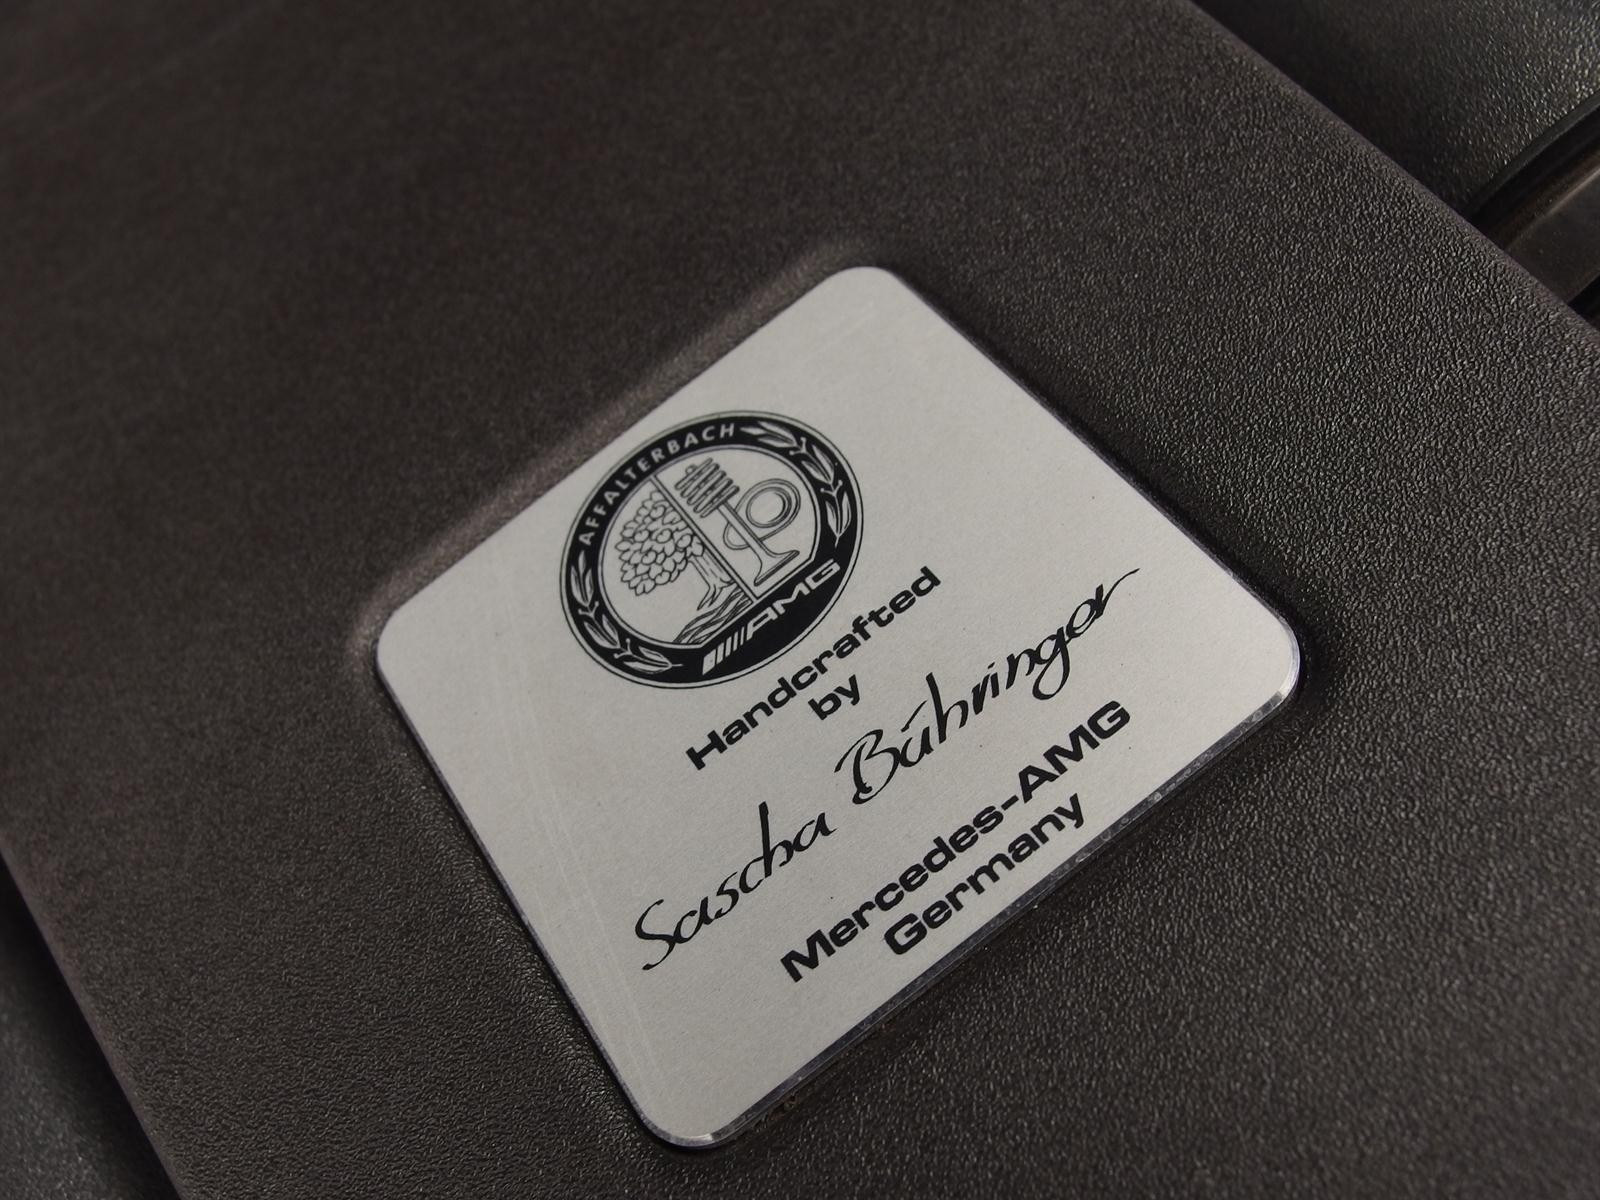 AFFALTERBACH
AMG
Handcrafted
by
Sascha Bühringer
Mercedes-AMG
Germany